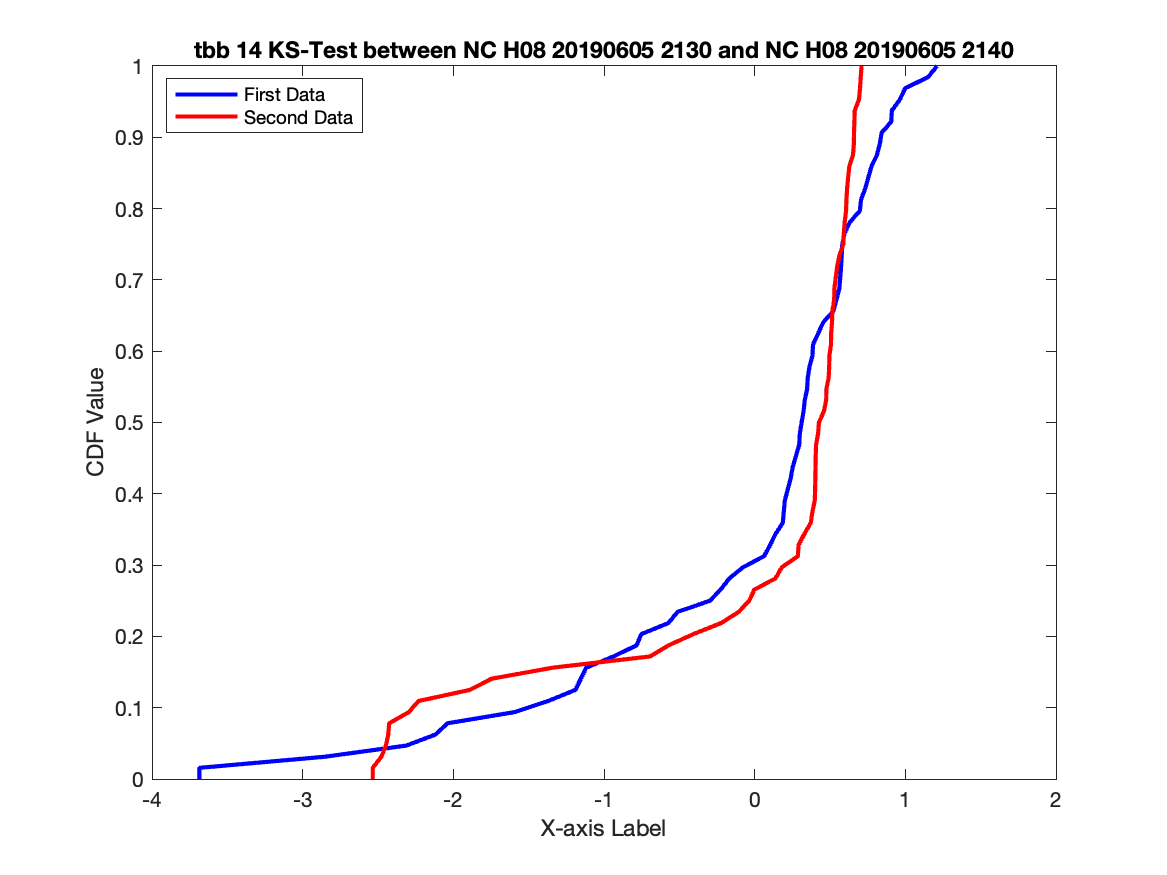 tbb 14 KS-Test between NC H08 20190605 2130 and NC H08 20190605 2140
First Data
Second Data
CDF Value
1
0.9
0.8
0.7
0.6
0.5
0.4
0.3
0.2
0.1
0
-4 -3 -2 -1 0 1 2
X-axis Label